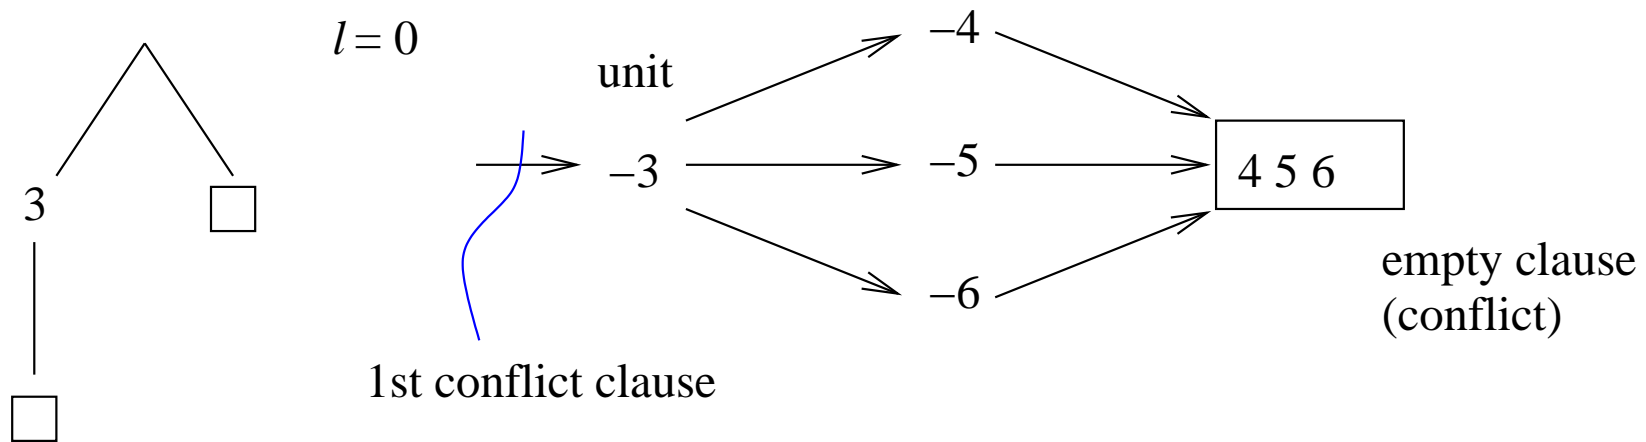 l = 0
unit
3
−3
−4
−5
−6
4 5 6
empty clause
(conflict)
1st conflict clause